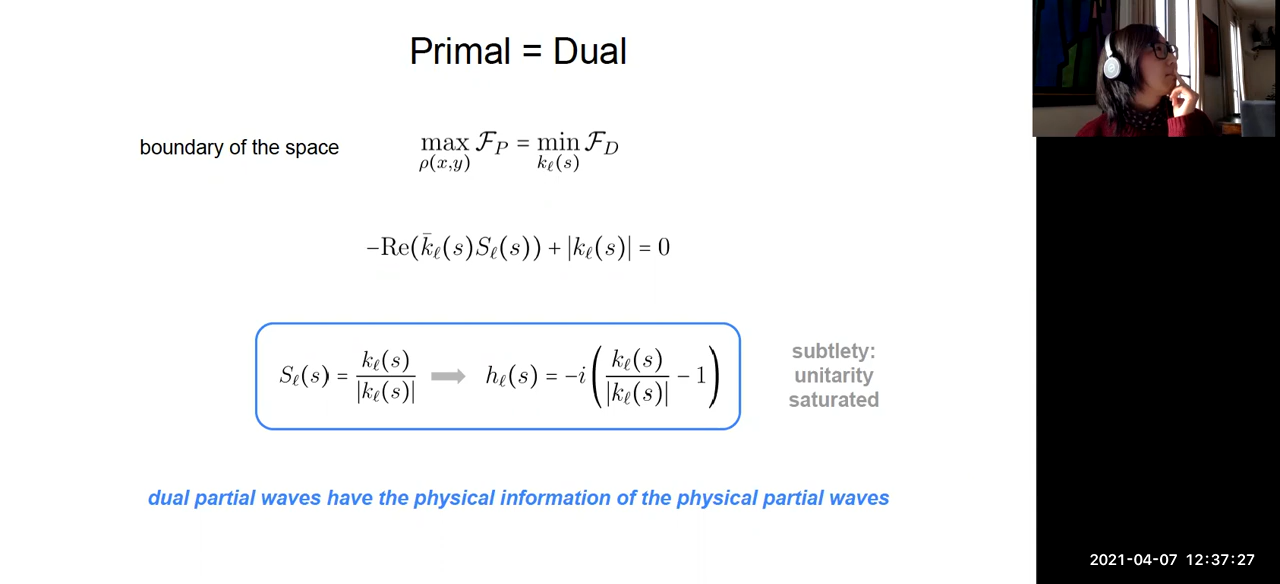 Primal = Dual
boundary of the space
max F_P = min F_D
ρ(x,y) k_ℓ(s)
−Re(k̄_ℓ(s)S_ℓ(s)) + |k_ℓ(s)| = 0
S_ℓ(s) = k_ℓ(s) / |k_ℓ(s)| ⟹ h_ℓ(s) = −i ( k_ℓ(s) / |k_ℓ(s)| − 1 )
subtlety:
unitarity
saturated
dual partial waves have the physical information of the physical partial waves
2021-04-07 12:37:27